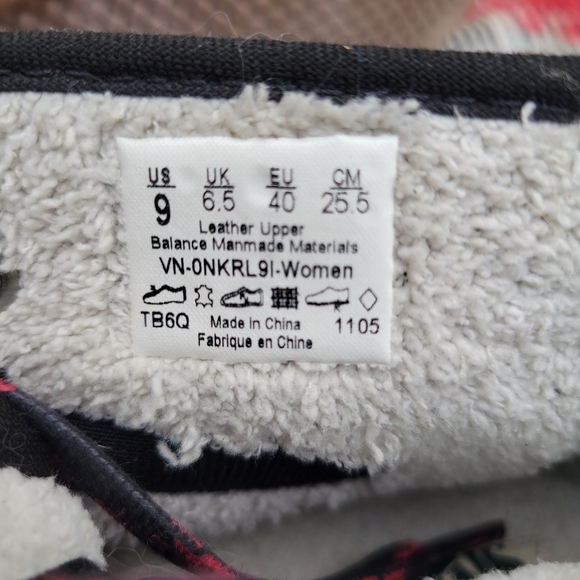 US UK EU CM
9 6.5 40 25.5
Leather Upper
Balance Manmade Materials
VN-0NKRL9I-Women
TB6Q Made in China 1105
Fabrique en Chine